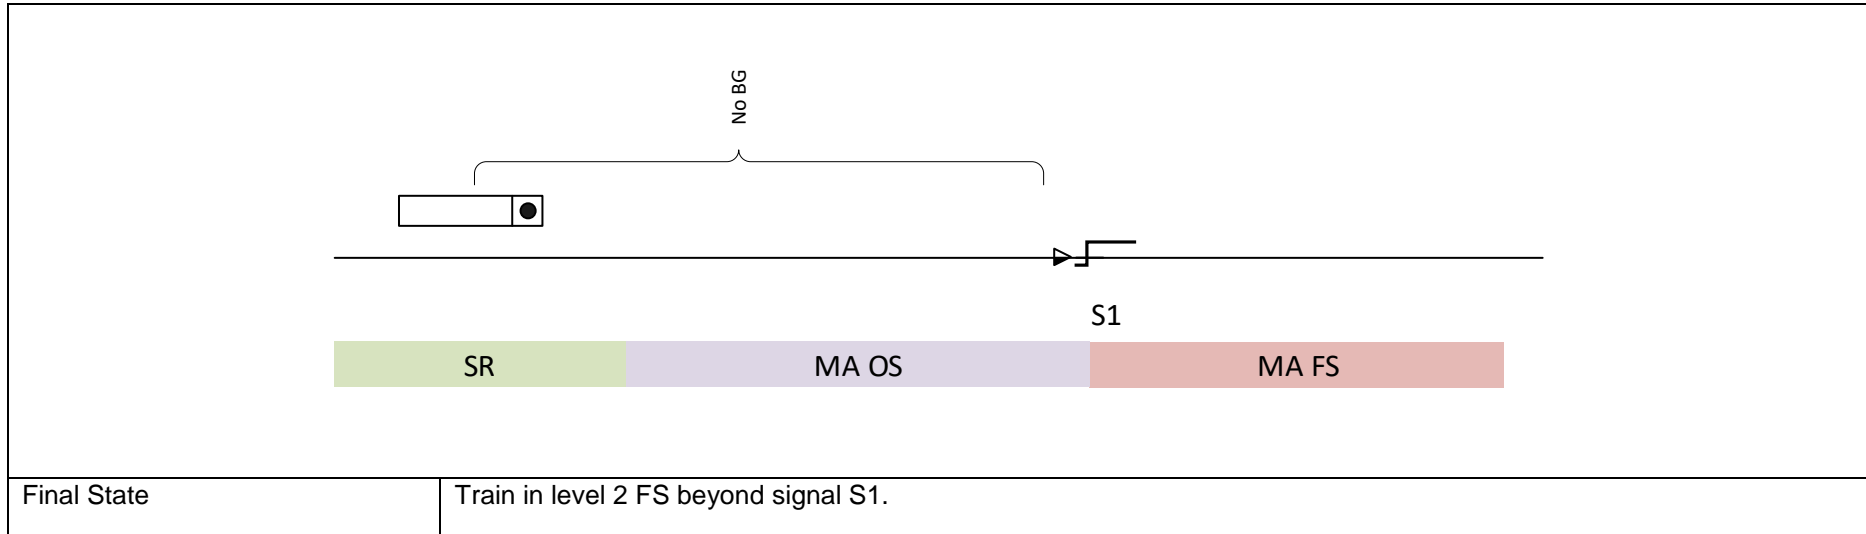 No BG
S1
SR MA OS MA FS
Final State Train in level 2 FS beyond signal S1.